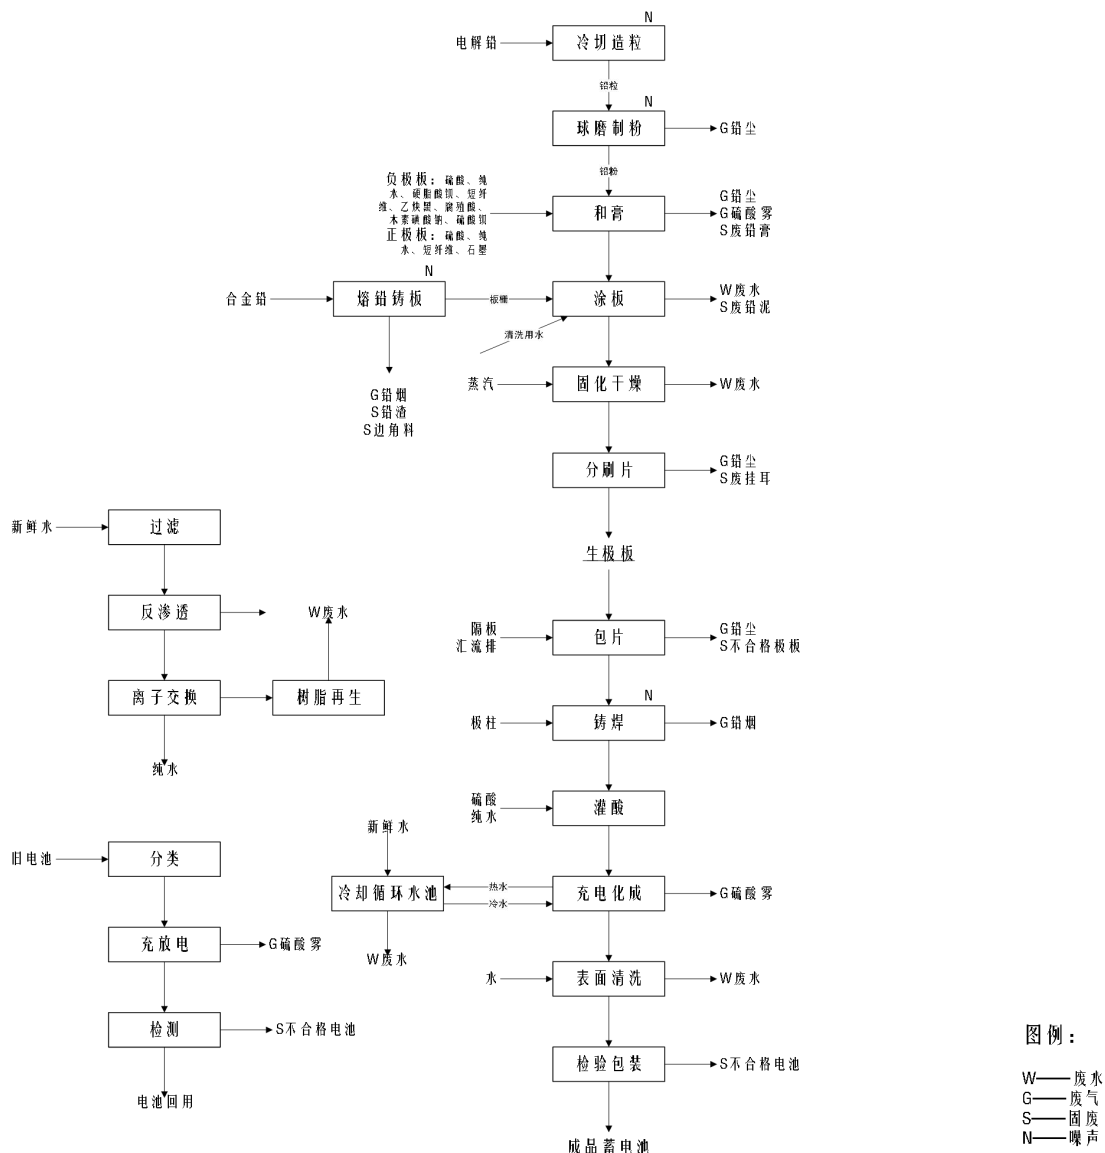 N
电解铅
冷切造粒
铅粒
N
球磨制粉
G铅尘
铅粉
负极板：硫酸、纯
水、硬脂酸钡、短纤
维、乙炔黑、腐殖酸、
木素磺酸钠、硫酸钡
正极板：硫酸、纯
水、短纤维、石墨
和膏
G铅尘
G硫酸雾
S废铅膏
N
合金铅
熔铅铸板
板栅
涂板
W废水
S废铅泥
清洗用水
G铅烟
S铅渣
S边角料
蒸汽
固化干燥
W废水
分刷片
G铅尘
S废挂耳
生极板
新鲜水
过滤
反渗透
W废水
离子交换
树脂再生
纯水
隔板
汇流排
包片
G铅尘
S不合格极板
N
极柱
铸焊
G铅烟
硫酸
纯水
灌酸
新鲜水
冷却循环水池
热水
冷水
充电化成
G硫酸雾
W废水
旧电池
分类
充放电
G硫酸雾
检测
S不合格电池
电池回用
水
表面清洗
W废水
检验包装
S不合格电池
成品蓄电池
图例：
W——废水
G——废气
S——固废
N——噪声